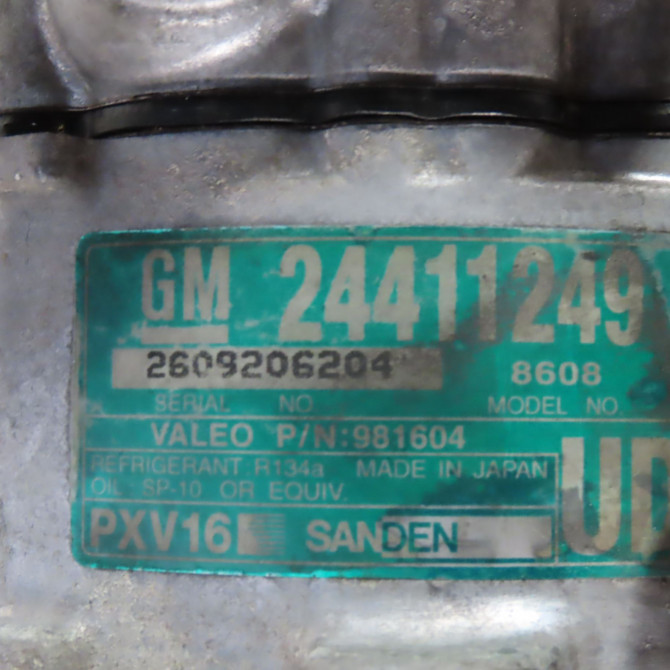 GM 24411249
2609206204 8608
SERIAL NO. MODEL NO.
VALEO P/N:981604
REFRIGERANT R134a MADE IN JAPAN
OIL SP-10 OR EQUIV.
PXV16 SANDEN